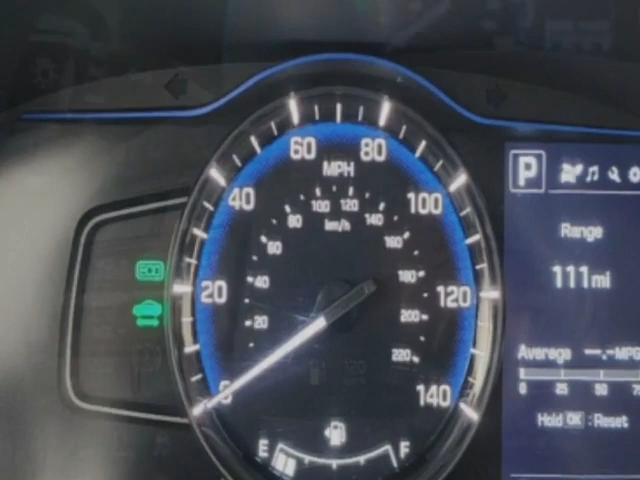 60 80
MPH
40 100
100 120
80 140
km/h
60 160
20 120
40 180
20 200
220
0 140
E F
P
Range
111mi
Average --.-MPG
0 25 50 75
Hold OK : Reset